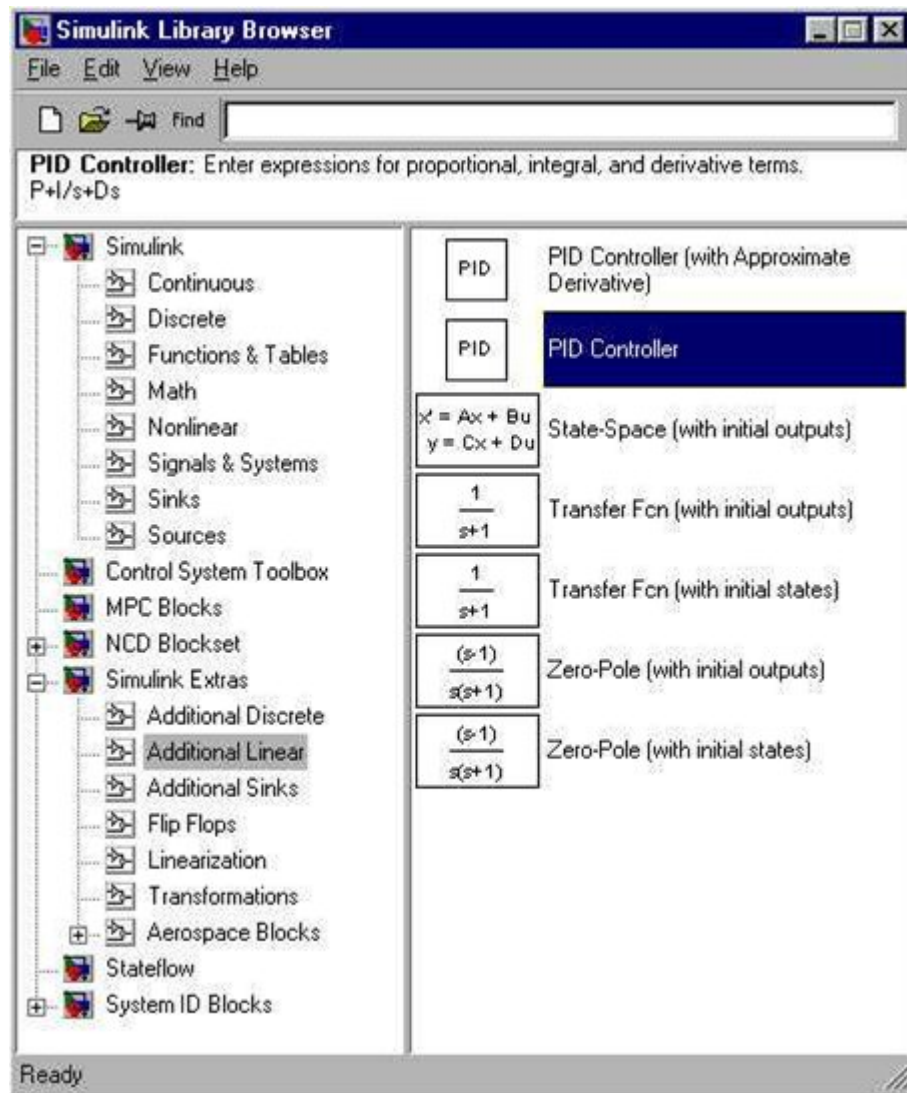 Simulink Library Browser
File Edit View Help
Find
PID Controller: Enter expressions for proportional, integral, and derivative terms.
P+I/s+Ds
Simulink
Continuous
Discrete
Functions & Tables
Math
Nonlinear
Signals & Systems
Sinks
Sources
Control System Toolbox
MPC Blocks
NCD Blockset
Simulink Extras
Additional Discrete
Additional Linear
Additional Sinks
Flip Flops
Linearization
Transformations
Aerospace Blocks
Stateflow
System ID Blocks
PID
PID Controller (with Approximate
Derivative)
PID
PID Controller
x' = Ax + Bu
y = Cx + Du
State-Space (with initial outputs)
1
s+1
Transfer Fcn (with initial outputs)
1
s+1
Transfer Fcn (with initial states)
(s-1)
s(s+1)
Zero-Pole (with initial outputs)
(s-1)
s(s+1)
Zero-Pole (with initial states)
Ready